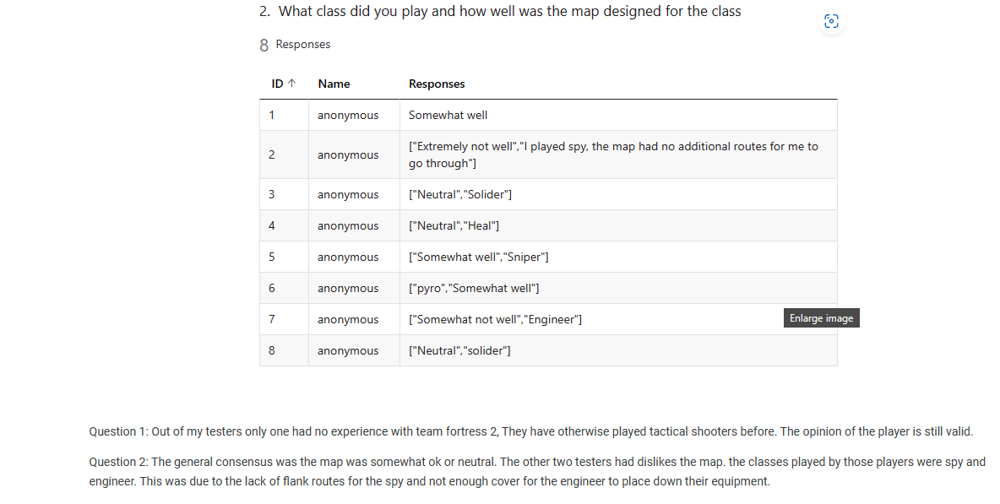 2. What class did you play and how well was the map designed for the class
8 Responses
ID ↑ Name Responses
1 anonymous Somewhat well
2 anonymous ["Extremely not well","I played spy, the map had no additional routes for me to
go through"]
3 anonymous ["Neutral","Solider"]
4 anonymous ["Neutral","Heal"]
5 anonymous ["Somewhat well","Sniper"]
6 anonymous ["pyro","Somewhat well"]
7 anonymous ["Somewhat not well","Engineer"]
Enlarge image
8 anonymous ["Neutral","solider"]
Question 1: Out of my testers only one had no experience with team fortress 2, They have otherwise played tactical shooters before. The opinion of the player is still valid.
Question 2: The general consensus was the map was somewhat ok or neutral. The other two testers had dislikes the map. the classes played by those players were spy and
engineer. This was due to the lack of flank routes for the spy and not enough cover for the engineer to place down their equipment.